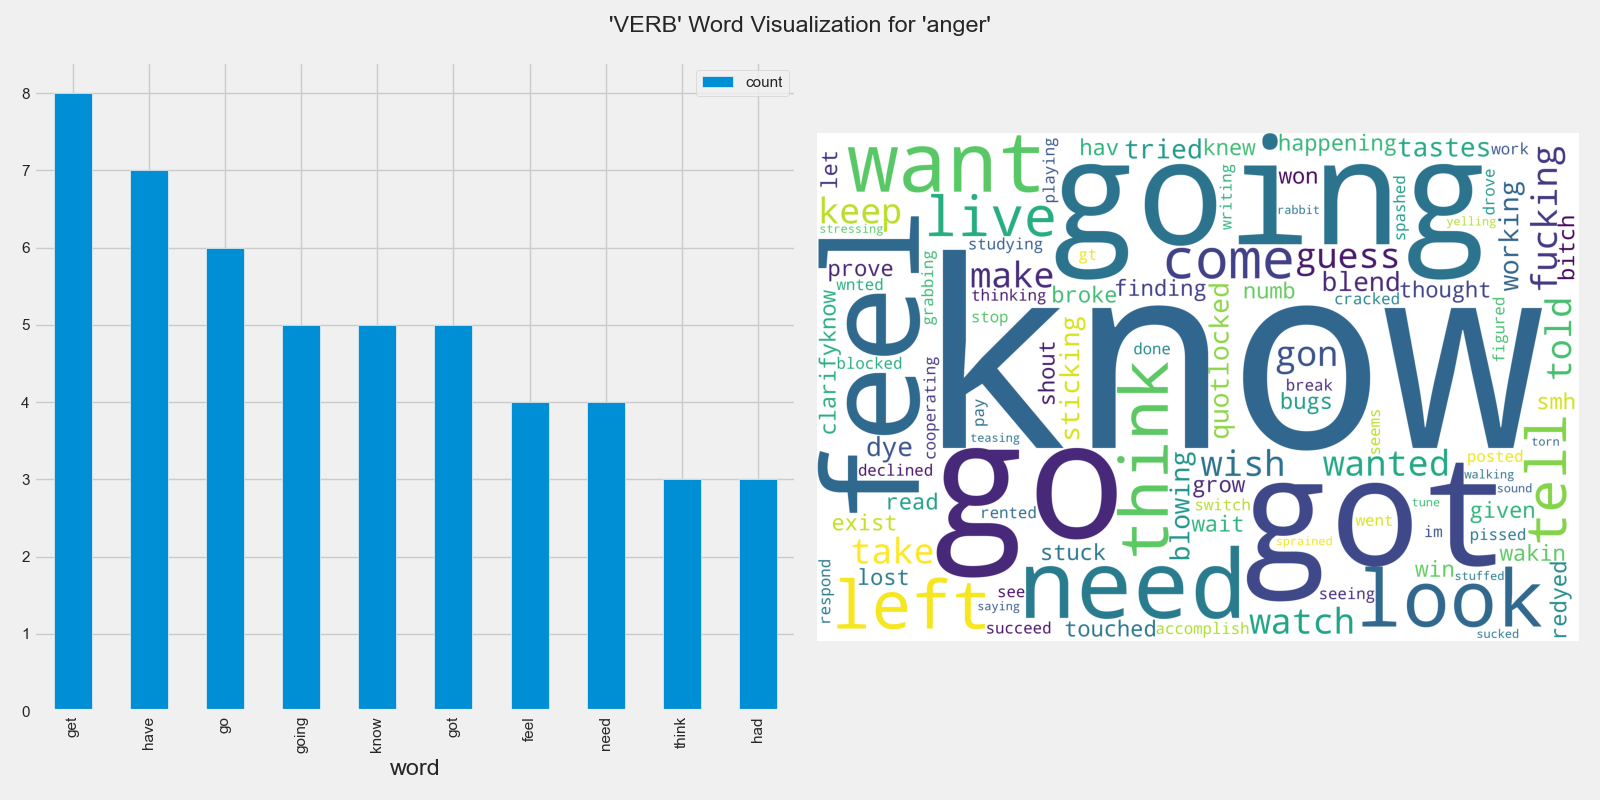 'VERB' Word Visualization for 'anger'
count
8
7
6
5
4
3
2
1
0
get
have
go
going
know
got
feel
need
think
had
word
let
want
playing
hav
tried
knew
happening
tastes
work
fucking
going
won
writing
rabbit
spashed
drove
yelling
working
bitch
keep
live
stressing
feel
studying
gt
come
guess
prove
wnted
grabbing
make
thinking
broke
finding
numb
blend
cracked
thought
know
clarifyknow
blocked
stop
shout
sticking
done
quotlocked
gon
break
bugs
figured
told
smh
cooperating
pay
teasing
think
seems
torn
tell
dye
declined
go
wish
wanted
posted
walking
sound
read
rented
blowing
grow
switch
wait
got
went
sprained
tune
im
given
pissed
wakin
exist
take
stuck
lost
see
need
win
stuffed
respond
left
saying
succeed
touched
accomplish
seeing
watch
look
sucked
redyed